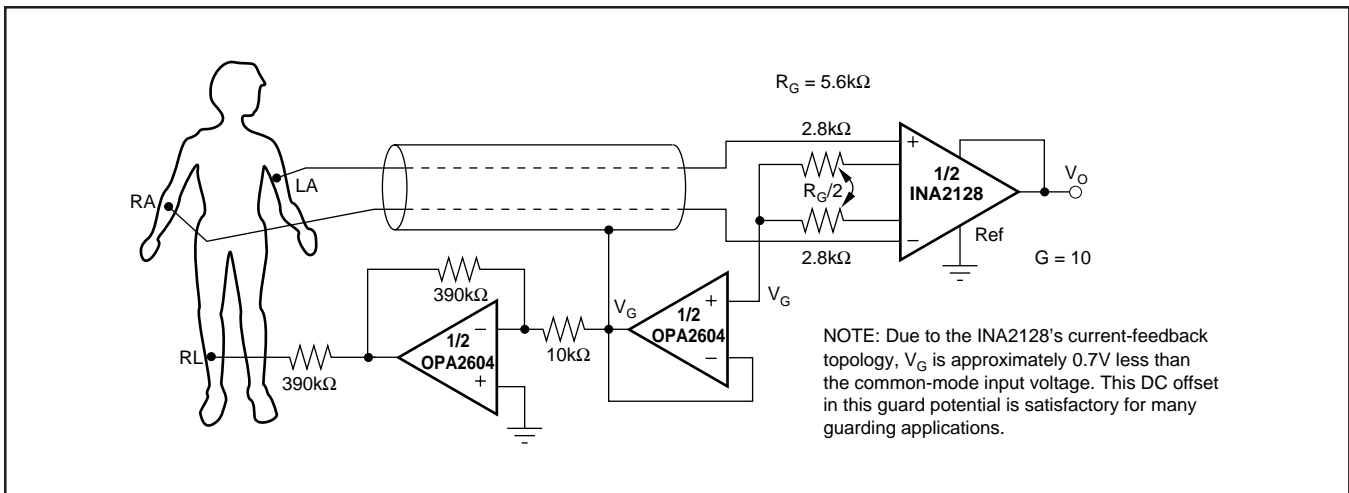 R_G = 5.6kΩ
2.8kΩ
+
1/2
INA2128
V_O
LA
RA
R_G/2
Ref
−
2.8kΩ
G = 10
390kΩ
V_G
+
1/2
OPA2604
−
V_G
−
1/2
OPA2604
+
10kΩ
RL
390kΩ
NOTE: Due to the INA2128's current-feedback
topology, V_G is approximately 0.7V less than
the common-mode input voltage. This DC offset
in this guard potential is satisfactory for many
guarding applications.